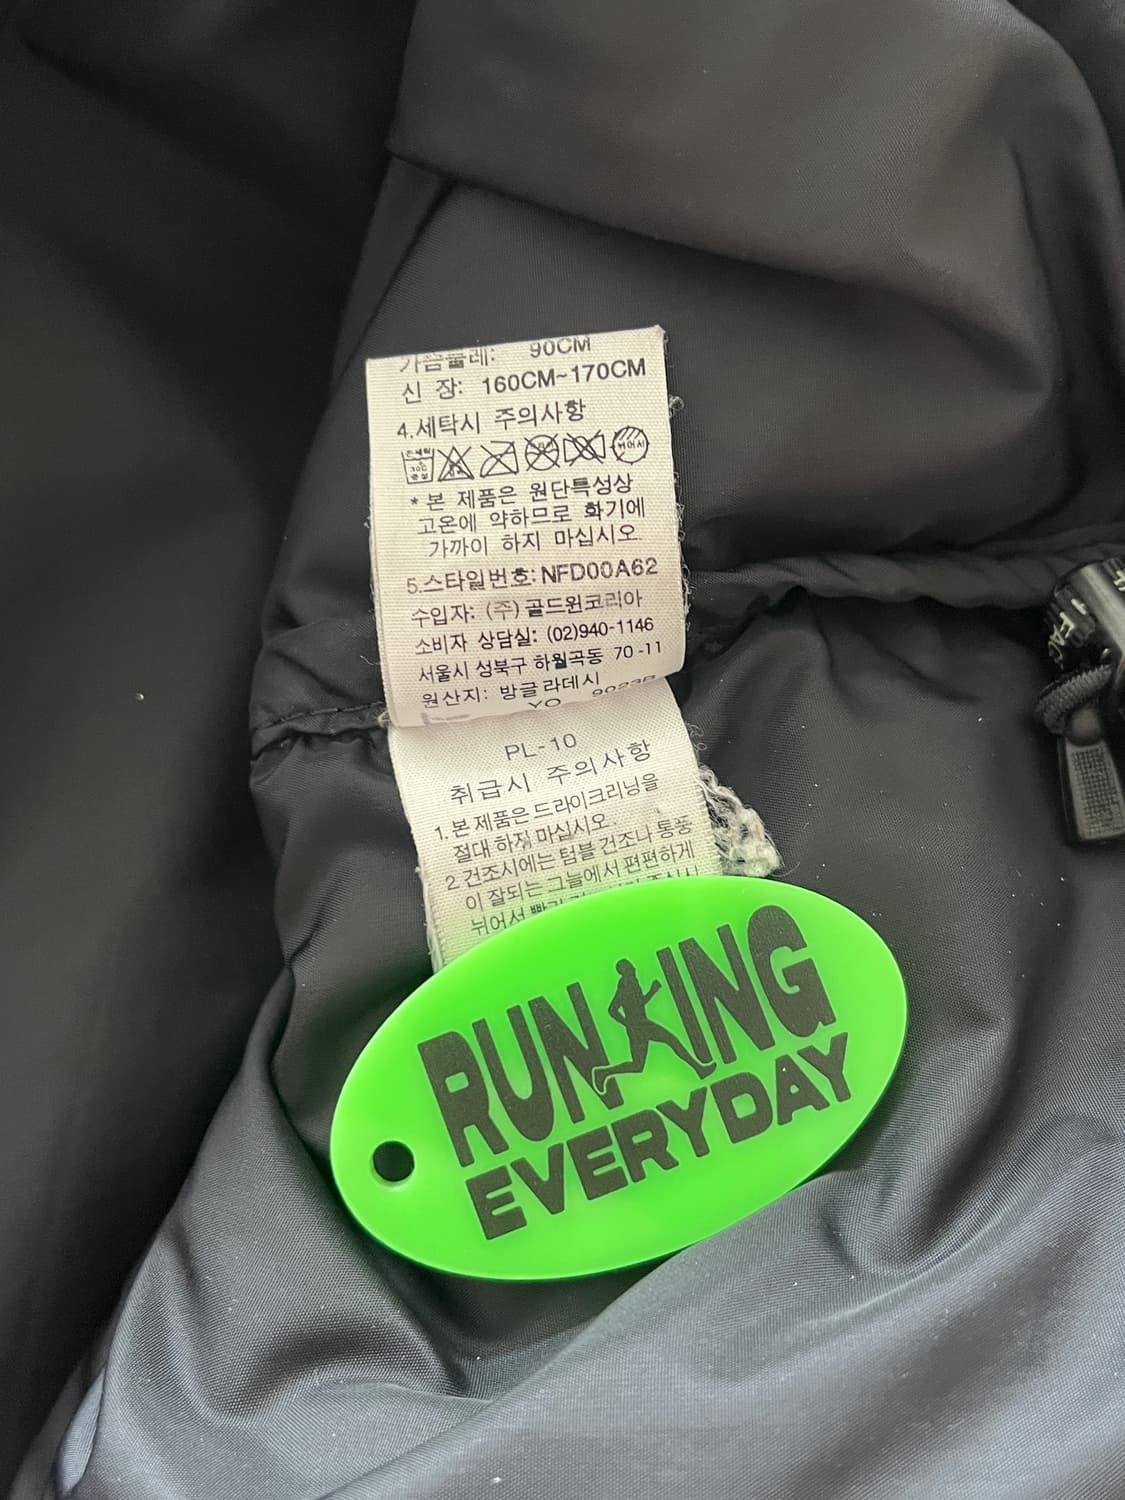 가슴둘레: 90CM
신 장: 160CM~170CM
4.세탁시 주의사항
* 본 제품은 원단특성상
고온에 약하므로 화기에
가까이 하지 마십시오
5.스타일번호: NFD00A62
수입자: (주)골드윈코리아
소비자 상담실: (02)940-1146
서울시 성북구 하월곡동 70-11
원산지: 방글라데시
PL-10
취급시 주의사항
1.본 제품은 드라이크리닝을
절대 하지 마십시오.
2.건조시에는 텀블 건조나 통풍
이 잘되는 그늘에서 편편하게
뉘어서
RUNNING
EVERYDAY